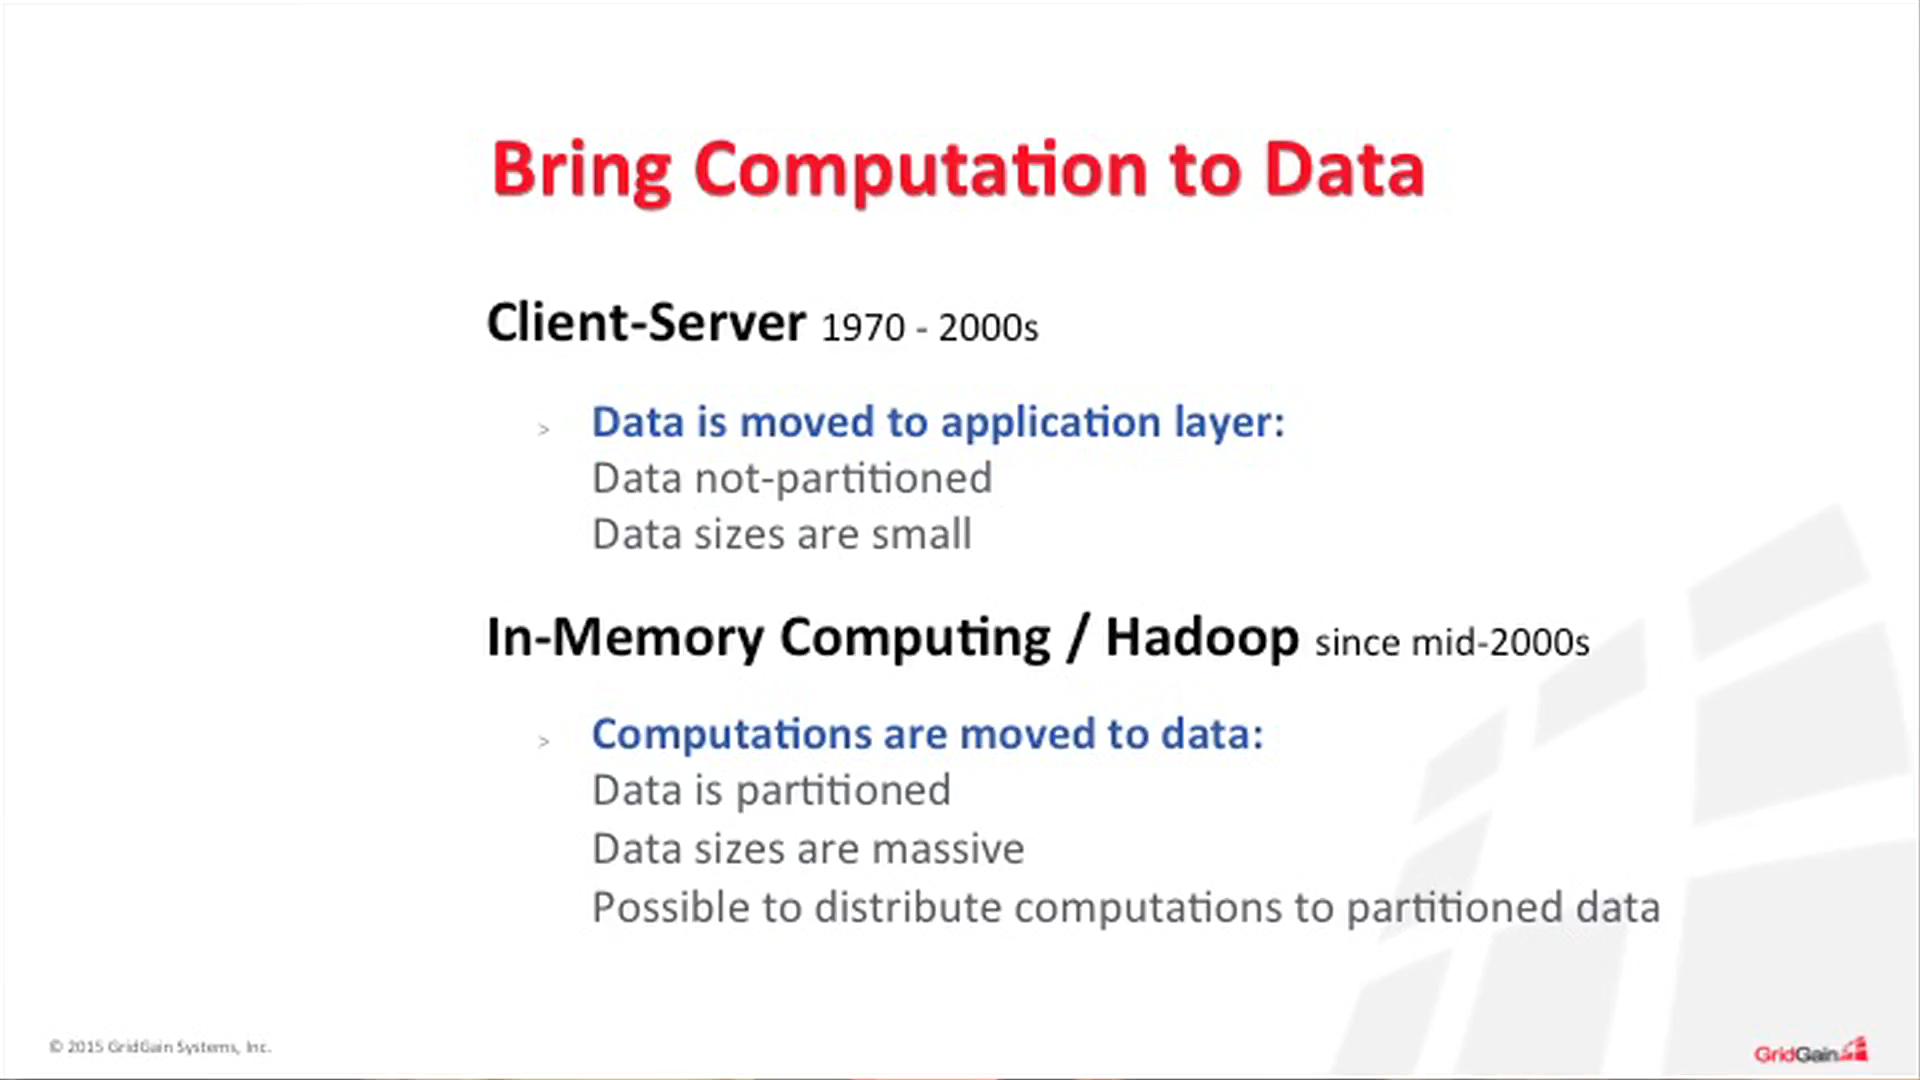 Bring Computation to Data
Client-Server 1970 - 2000s
> Data is moved to application layer:
Data not-partitioned
Data sizes are small
In-Memory Computing / Hadoop since mid-2000s
> Computations are moved to data:
Data is partitioned
Data sizes are massive
Possible to distribute computations to partitioned data
© 2015 GridGain Systems, Inc.
GridGain